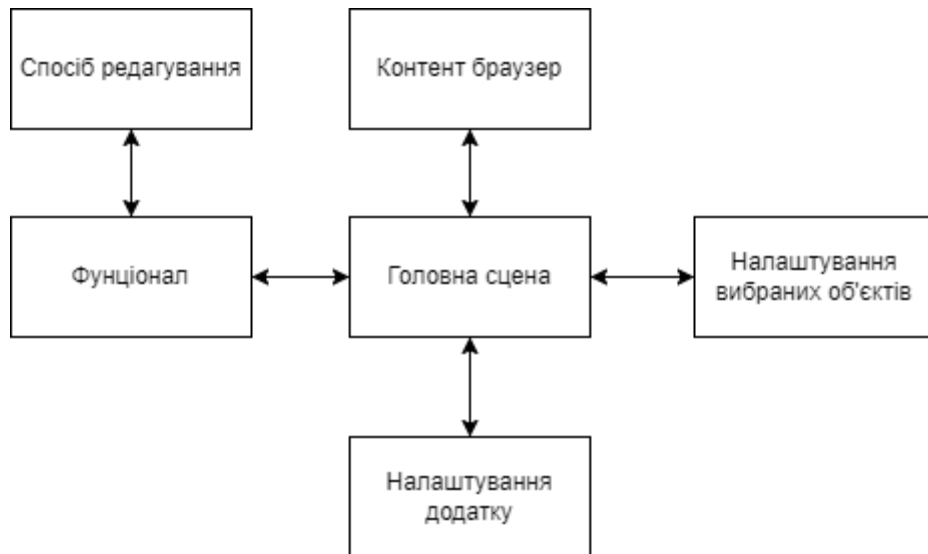 Спосіб редагування
Контент браузер
Фунціонал
Головна сцена
Налаштування
вибраних об'єктів
Налаштування
додатку